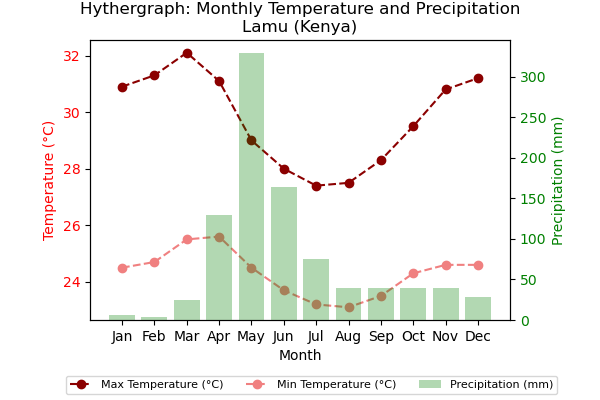 Hythergraph: Monthly Temperature and Precipitation
Lamu (Kenya)
Temperature (°C)
32
30
28
26
24
Precipitation (mm)
300
250
200
150
100
50
0
Jan Feb Mar Apr May Jun Jul Aug Sep Oct Nov Dec
Month
Max Temperature (°C) Min Temperature (°C) Precipitation (mm)